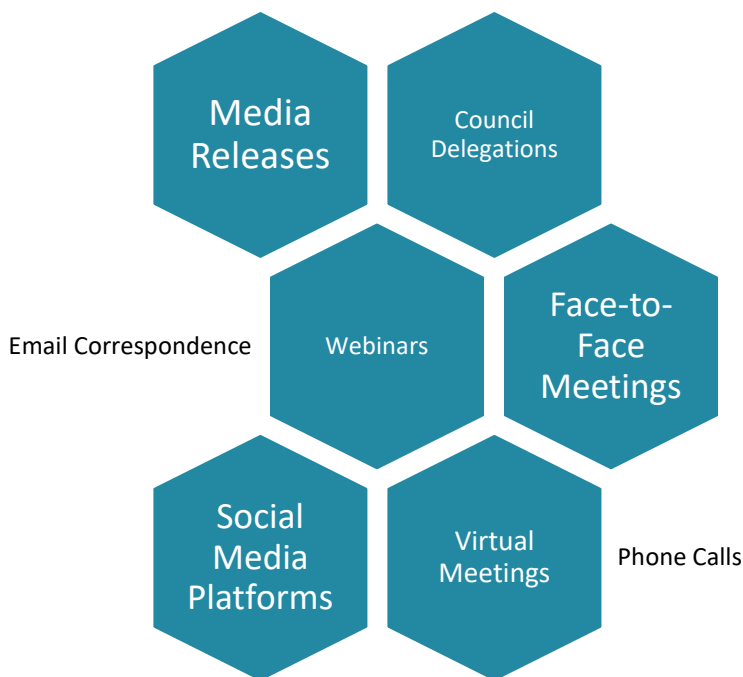 Media
Releases
Council
Delegations
Email Correspondence
Webinars
Face-to-
Face
Meetings
Social
Media
Platforms
Virtual
Meetings
Phone Calls